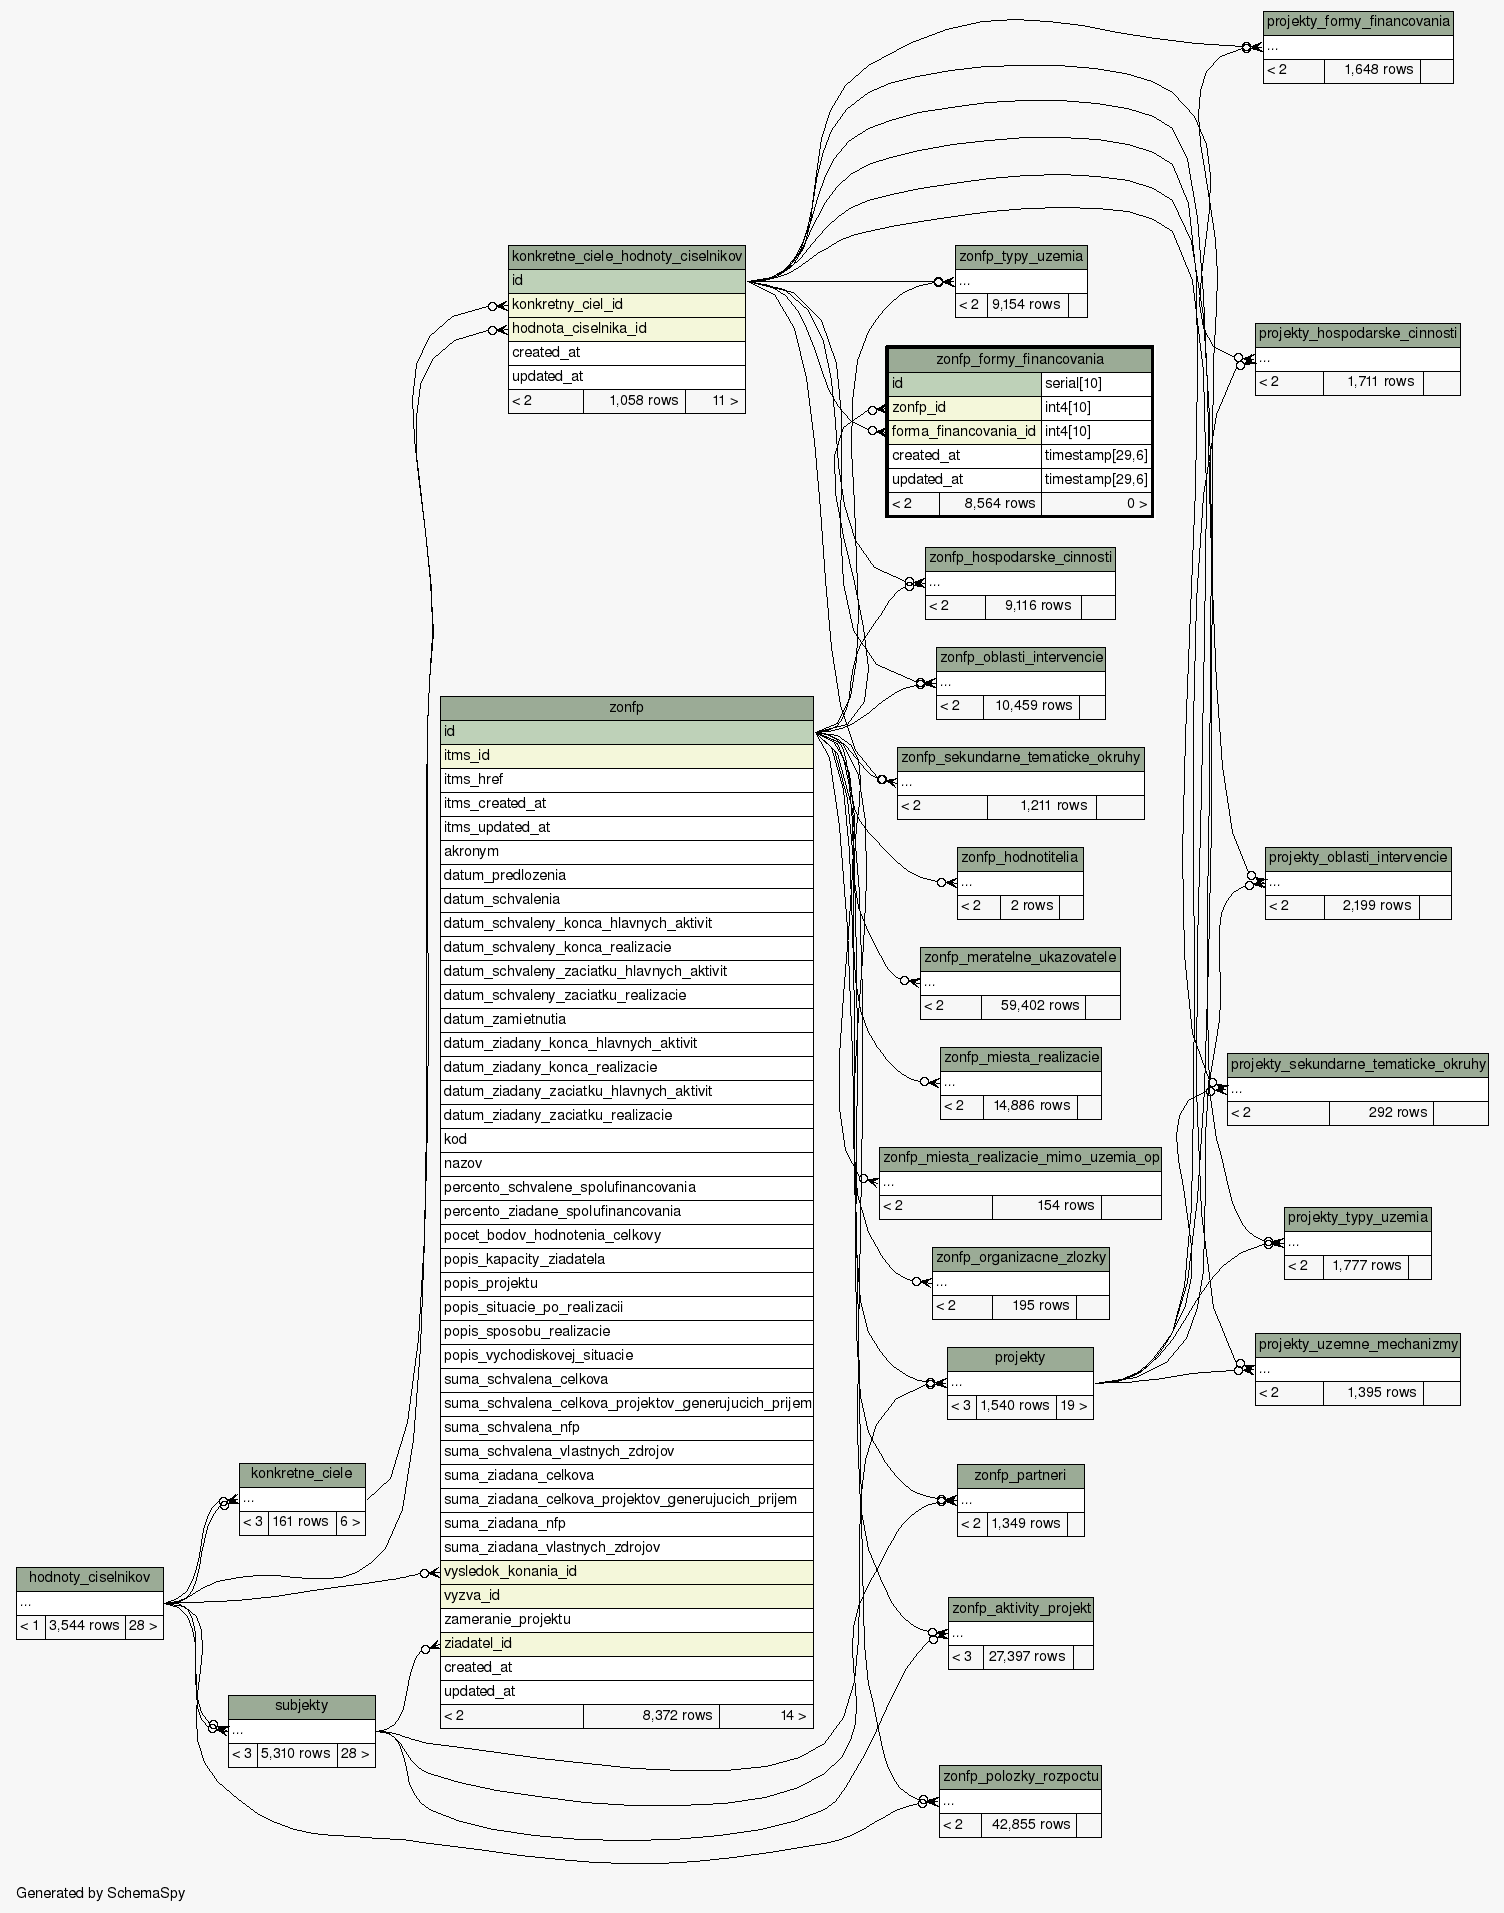 projekty_formy_financovania
...
< 2 1,648 rows
konkretne_ciele_hodnoty_ciselnikov
id
konkretny_ciel_id
hodnota_ciselnika_id
created_at
updated_at
< 2 1,058 rows 11 >
zonfp_typy_uzemia
...
< 2 9,154 rows
zonfp_formy_financovania
id serial[10]
zonfp_id int4[10]
forma_financovania_id int4[10]
created_at timestamp[29,6]
updated_at timestamp[29,6]
< 2 8,564 rows 0 >
projekty_hospodarske_cinnosti
...
< 2 1,711 rows
zonfp_hospodarske_cinnosti
...
< 2 9,116 rows
zonfp_oblasti_intervencie
...
< 2 10,459 rows
zonfp
id
itms_id
itms_href
itms_created_at
itms_updated_at
akronym
datum_predlozenia
datum_schvalenia
datum_schvaleny_konca_hlavnych_aktivit
datum_schvaleny_konca_realizacie
datum_schvaleny_zaciatku_hlavnych_aktivit
datum_schvaleny_zaciatku_realizacie
datum_zamietnutia
datum_ziadany_konca_hlavnych_aktivit
datum_ziadany_konca_realizacie
datum_ziadany_zaciatku_hlavnych_aktivit
datum_ziadany_zaciatku_realizacie
kod
nazov
percento_schvalene_spolufinancovania
percento_ziadane_spolufinancovania
pocet_bodov_hodnotenia_celkovy
popis_kapacity_ziadatela
popis_projektu
popis_situacie_po_realizacii
popis_sposobu_realizacie
popis_vychodiskovej_situacie
suma_schvalena_celkova
suma_schvalena_celkova_projektov_generujucich_prijem
suma_schvalena_nfp
suma_schvalena_vlastnych_zdrojov
suma_ziadana_celkova
suma_ziadana_celkova_projektov_generujucich_prijem
suma_ziadana_nfp
suma_ziadana_vlastnych_zdrojov
vysledok_konania_id
vyzva_id
zameranie_projektu
ziadatel_id
created_at
updated_at
< 2 8,372 rows 14 >
zonfp_sekundarne_tematicke_okruhy
...
< 2 1,211 rows
zonfp_hodnotitelia
...
< 2 2 rows
projekty_oblasti_intervencie
...
< 2 2,199 rows
zonfp_meratelne_ukazovatele
...
< 2 59,402 rows
zonfp_miesta_realizacie
...
< 2 14,886 rows
projekty_sekundarne_tematicke_okruhy
...
< 2 292 rows
zonfp_miesta_realizacie_mimo_uzemia_op
...
< 2 154 rows
projekty_typy_uzemia
...
< 2 1,777 rows
zonfp_organizacne_zlozky
...
< 2 195 rows
projekty
...
< 3 1,540 rows 19 >
projekty_uzemne_mechanizmy
...
< 2 1,395 rows
konkretne_ciele
...
< 3 161 rows 6 >
zonfp_partneri
...
< 2 1,349 rows
hodnoty_ciselnikov
...
< 1 3,544 rows 28 >
zonfp_aktivity_projekt
...
< 3 27,397 rows
subjekty
...
< 3 5,310 rows 28 >
zonfp_polozky_rozpoctu
...
< 2 42,855 rows
Generated by SchemaSpy